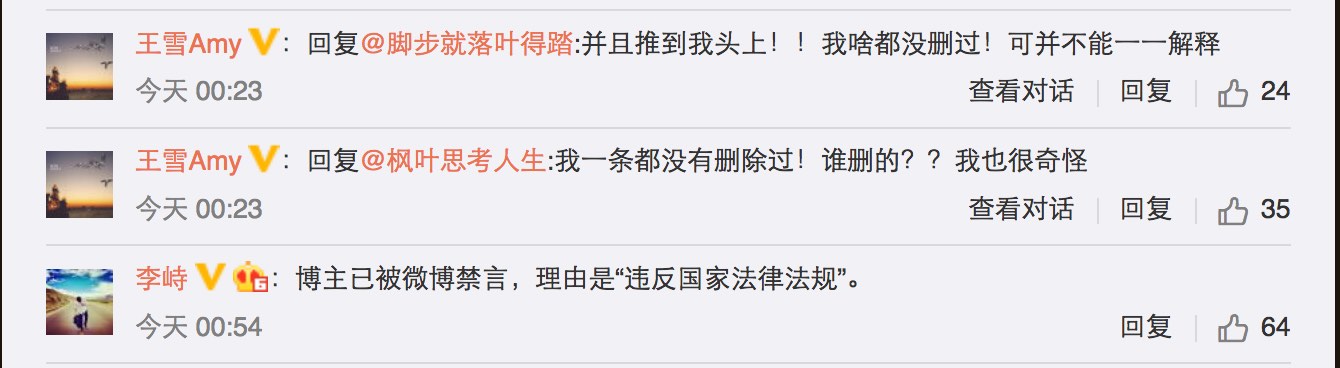 王雪Amy V：回复@脚步就落叶得踏:并且推到我头上！！我啥都没删过！可并不能一一解释
今天 00:23 查看对话 回复 24
王雪Amy V：回复@枫叶思考人生:我一条都没有删除过！谁删的？？我也很奇怪
今天 00:23 查看对话 回复 35
李峙 V 6：博主已被微博禁言，理由是“违反国家法律法规”。
今天 00:54 回复 64